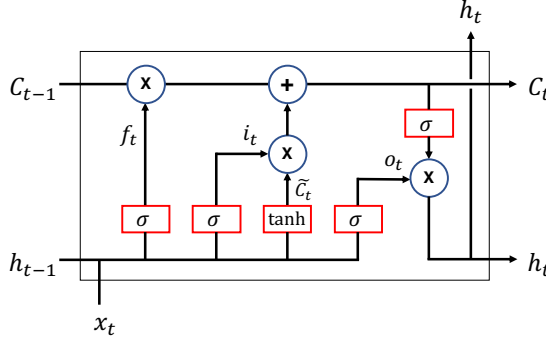 h_t
C_{t-1} x + C_t
σ
f_t i_t x o_t x
C̃_t
σ σ tanh σ
h_{t-1} h_t
x_t